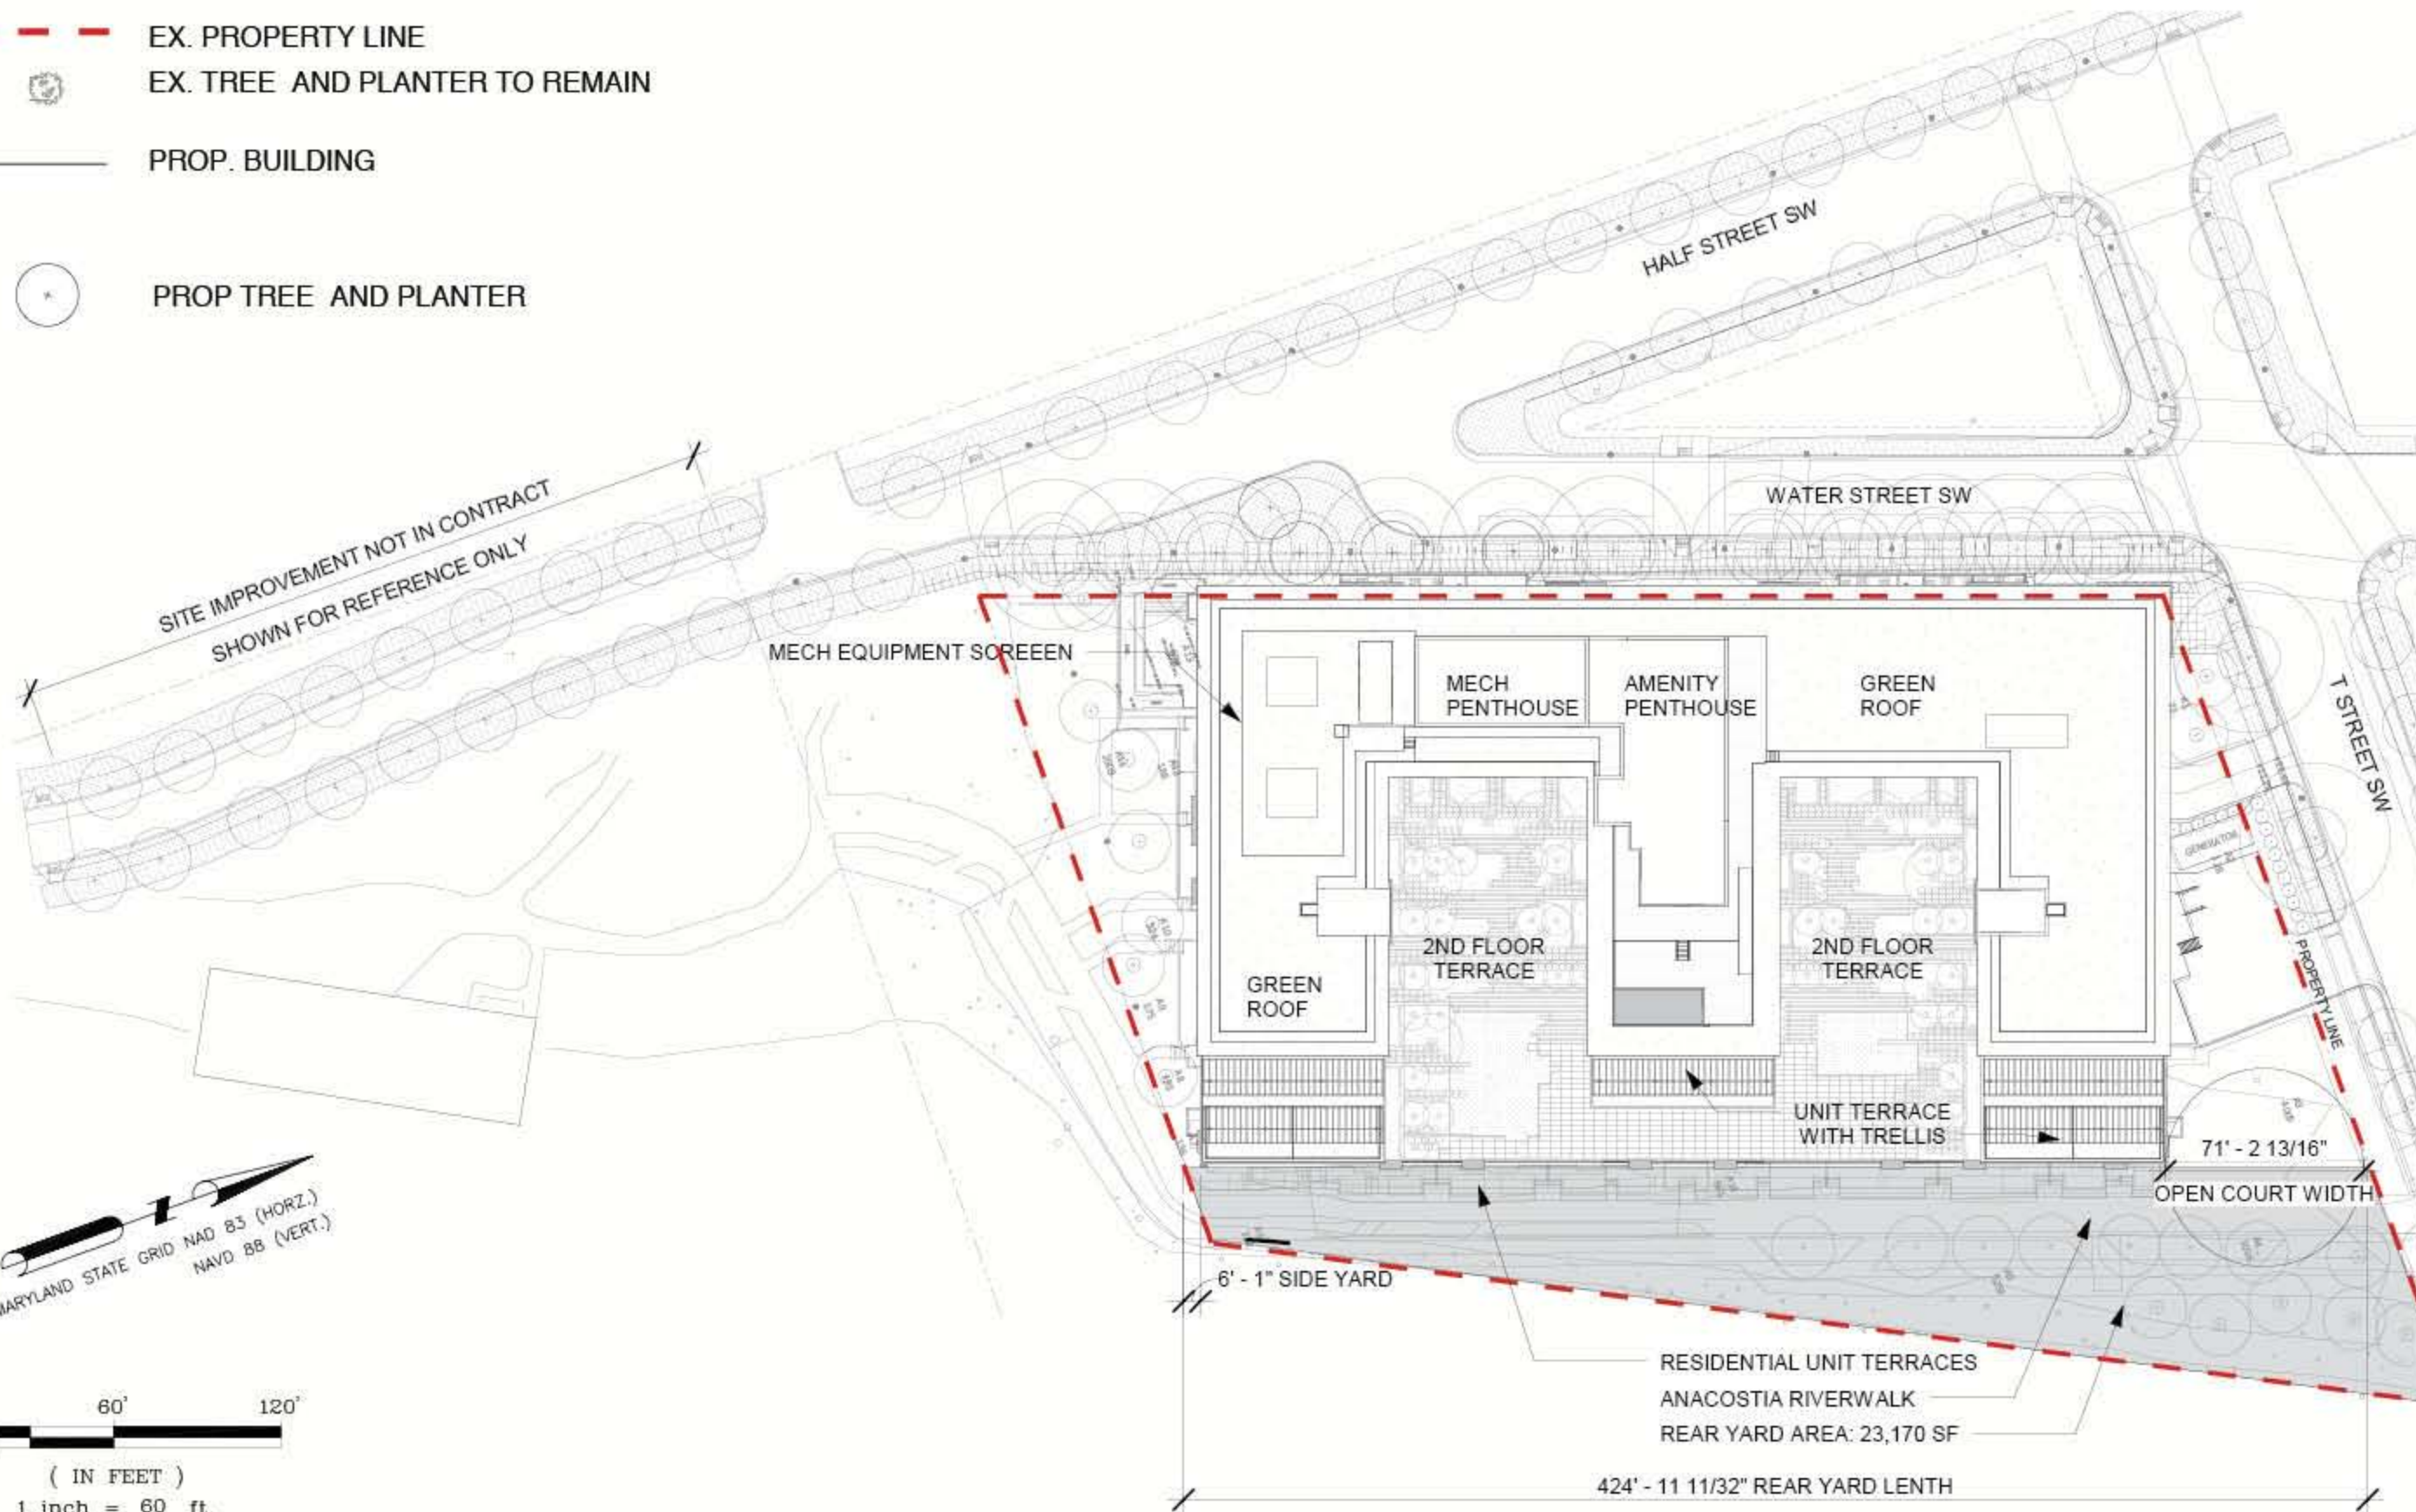 EX. PROPERTY LINE
EX. TREE AND PLANTER TO REMAIN
PROP. BUILDING
PROP TREE AND PLANTER
HALF STREET SW
WATER STREET SW
SITE IMPROVEMENT NOT IN CONTRACT
SHOWN FOR REFERENCE ONLY
MECH EQUIPMENT SCREEEN
MECH
PENTHOUSE
AMENITY
PENTHOUSE
GREEN
ROOF
T STREET SW
GENERATOR
2ND FLOOR
TERRACE
2ND FLOOR
TERRACE
GREEN
ROOF
PROPERTY LINE
UNIT TERRACE
WITH TRELLIS
71' - 2 13/16"
OPEN COURT WIDTH
MARYLAND STATE GRID NAD 83 (HORZ.)
NAVD 88 (VERT.)
6' - 1" SIDE YARD
RESIDENTIAL UNIT TERRACES
ANACOSTIA RIVERWALK
REAR YARD AREA: 23,170 SF
60' 120'
( IN FEET )
1 inch = 60 ft
424' - 11 11/32" REAR YARD LENTH